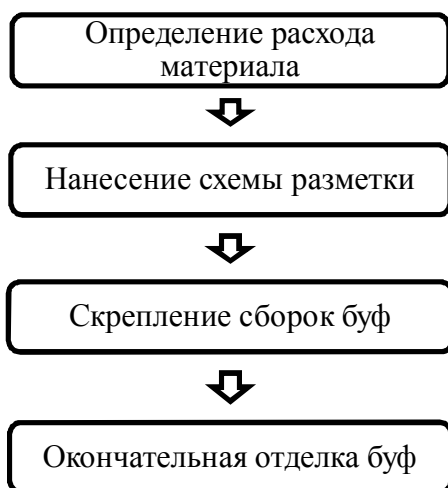 Определение расхода
материала
Нанесение схемы разметки
Скрепление сборок буф
Окончательная отделка буф